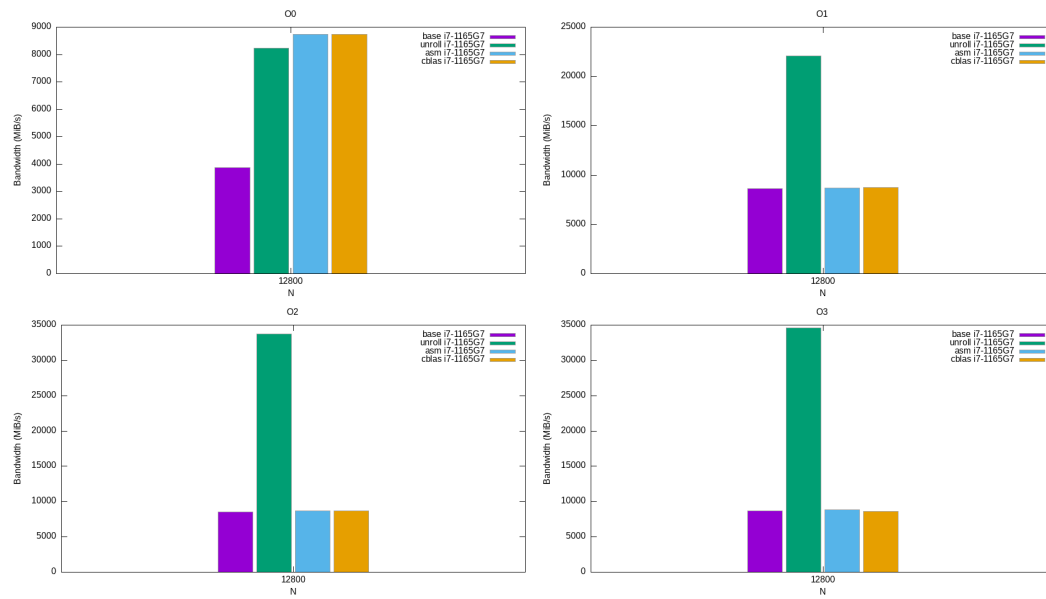 O0
9000
8000
7000
6000
5000
4000
3000
2000
1000
0
Bandwidth (MiB/s)
12800
N
base i7-1165G7
unroll i7-1165G7
asm i7-1165G7
cblas i7-1165G7
O1
25000
20000
15000
10000
5000
0
Bandwidth (MiB/s)
12800
N
base i7-1165G7
unroll i7-1165G7
asm i7-1165G7
cblas i7-1165G7
O2
35000
30000
25000
20000
15000
10000
5000
0
Bandwidth (MiB/s)
12800
N
base i7-1165G7
unroll i7-1165G7
asm i7-1165G7
cblas i7-1165G7
O3
35000
30000
25000
20000
15000
10000
5000
0
Bandwidth (MiB/s)
12800
N
base i7-1165G7
unroll i7-1165G7
asm i7-1165G7
cblas i7-1165G7